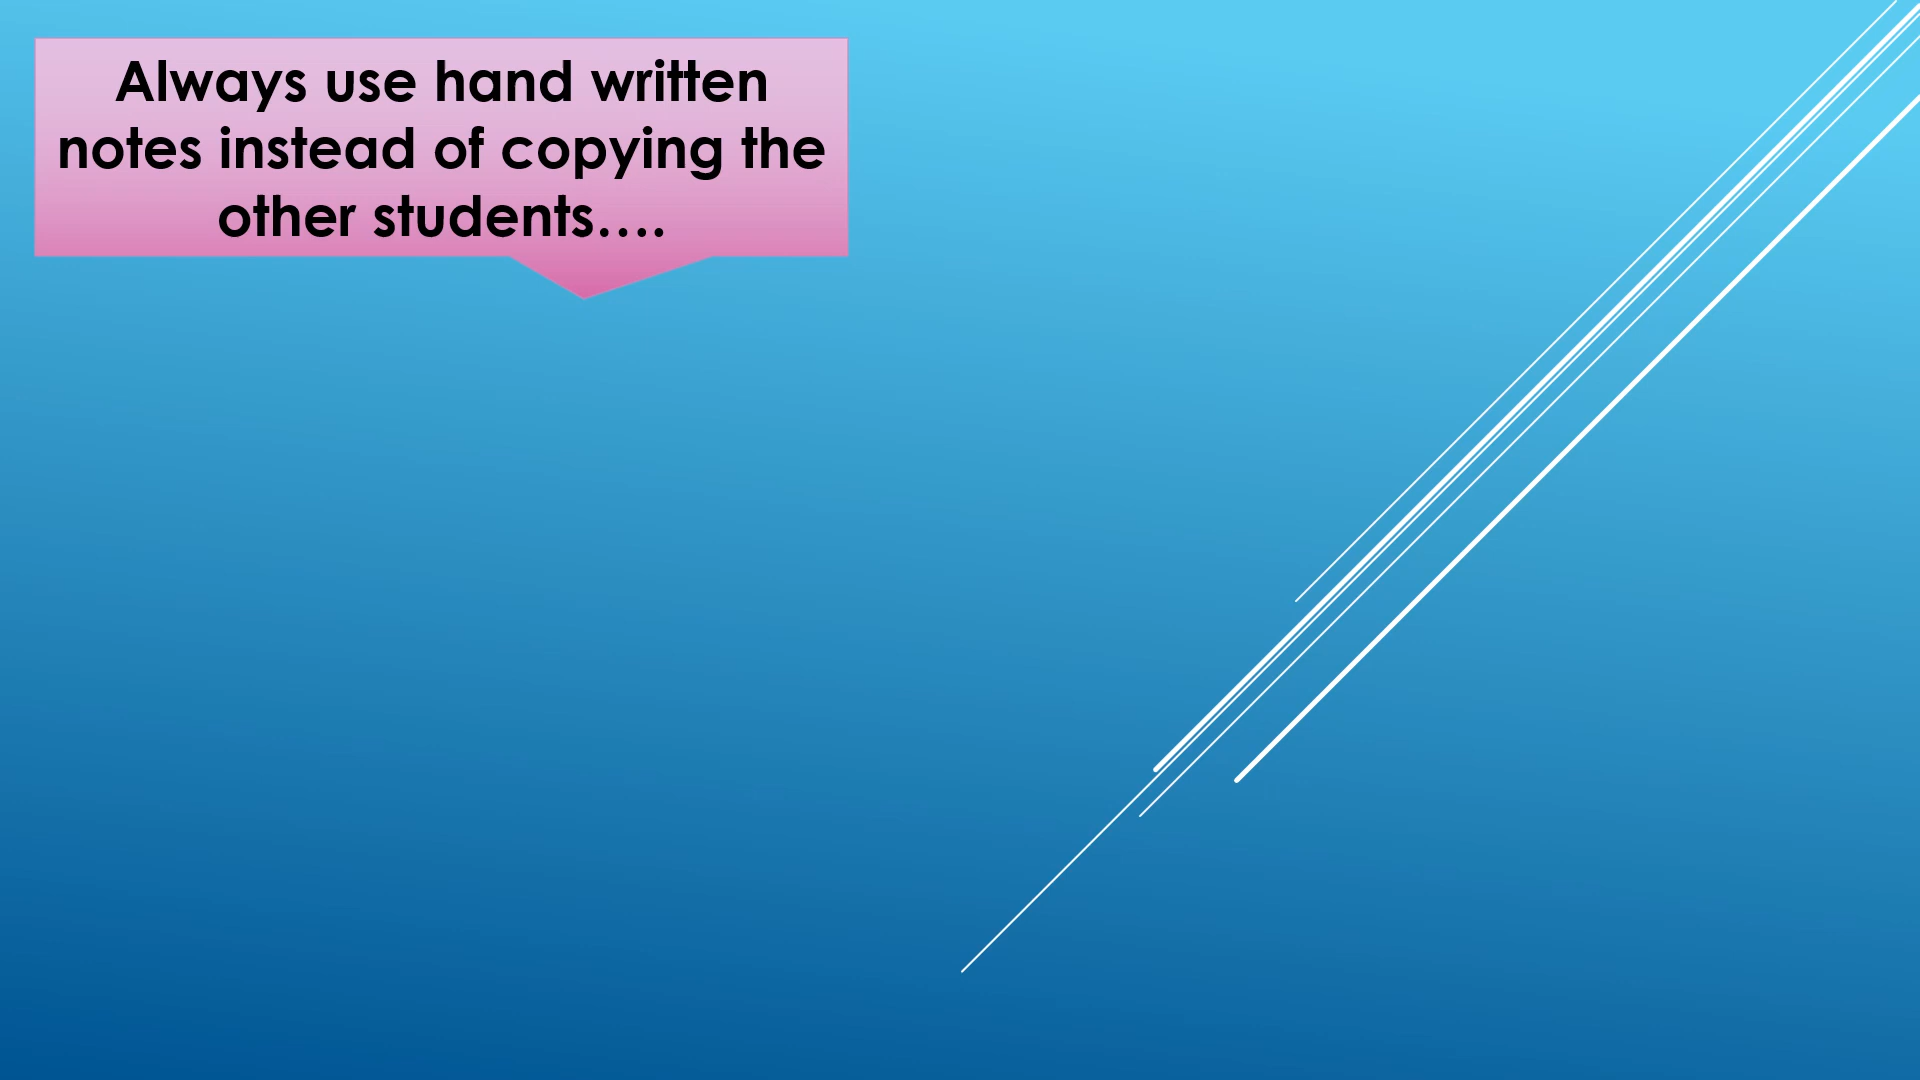 Always use hand written
notes instead of copying the
other students….